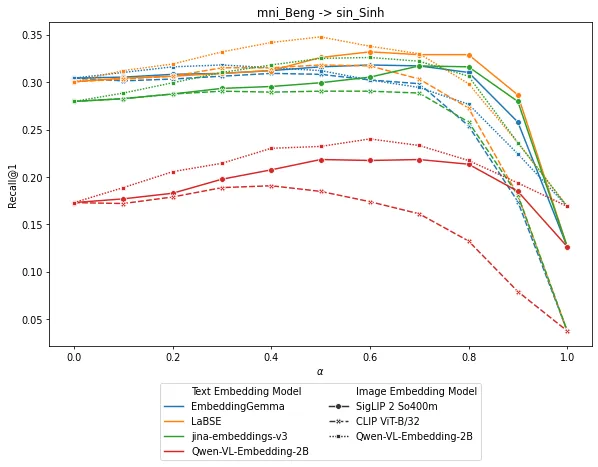 mni_Beng -> sin_Sinh
Recall@1
0.35
0.30
0.25
0.20
0.15
0.10
0.05
0.0 0.2 0.4 0.6 0.8 1.0
α
Text Embedding Model
EmbeddingGemma
LaBSE
jina-embeddings-v3
Qwen-VL-Embedding-2B
Image Embedding Model
SigLIP 2 So400m
CLIP ViT-B/32
Qwen-VL-Embedding-2B